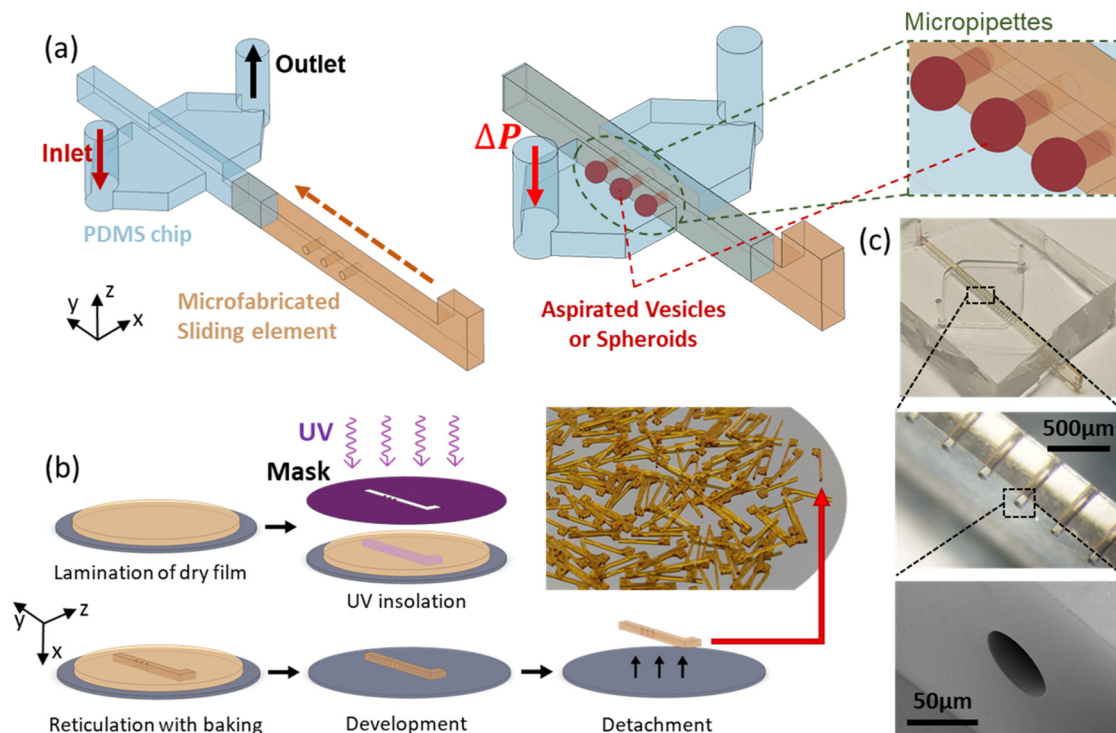 (a)
Outlet
Inlet
PDMS chip
Microfabricated
Sliding element
z
y
x
ΔP
Micropipettes
Aspirated Vesicles
or Spheroids
(c)
500µm
50µm
(b)
UV
Mask
Lamination of dry film
UV insolation
y
z
x
Reticulation with baking
Development
Detachment